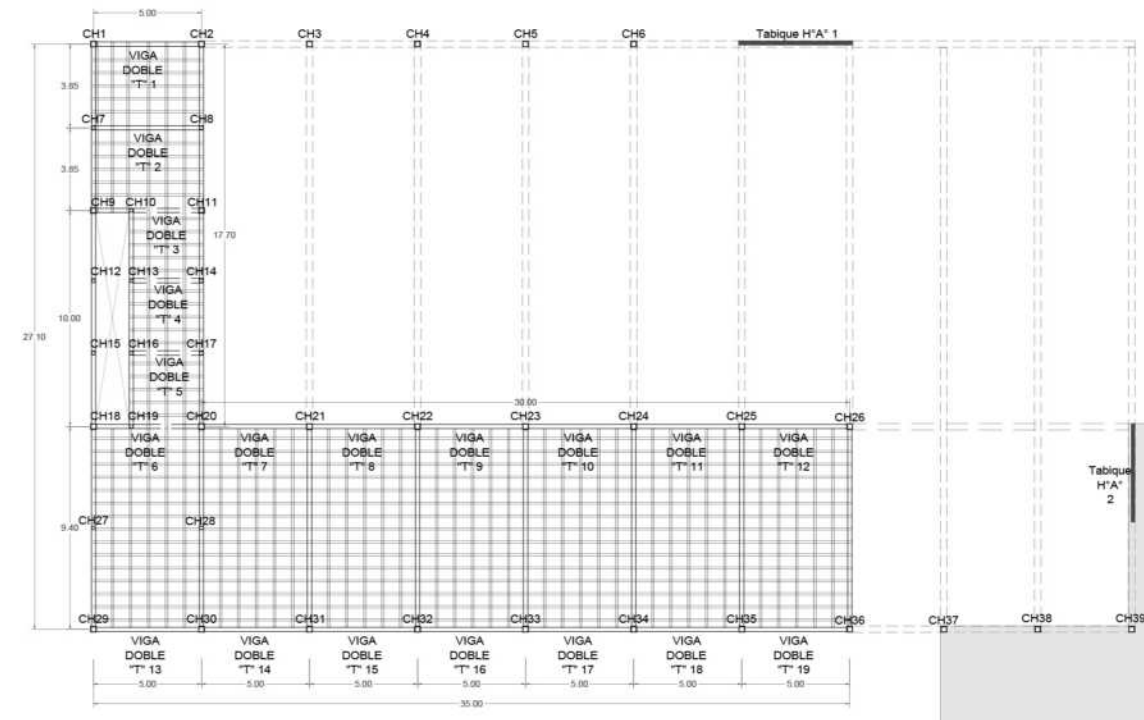 5.00
CH1 CH2 CH3 CH4 CH5 CH6 Tabique H°A° 1
VIGA
DOBLE
"T" 1
3.85
CH7 CH8
VIGA
DOBLE
"T" 2
3.85
CH9 CH10 CH11
VIGA
DOBLE
"T" 3
17.70
CH12 CH13 CH14
VIGA
DOBLE
"T" 4
10.00
27.10
CH15 CH16 CH17
VIGA
DOBLE
"T" 5
30.00
CH18 CH19 CH20 CH21 CH22 CH23 CH24 CH25 CH26
VIGA VIGA VIGA VIGA VIGA VIGA VIGA
DOBLE DOBLE DOBLE DOBLE DOBLE DOBLE DOBLE
"T" 6 "T" 7 "T" 8 "T" 9 "T" 10 "T" 11 "T" 12
Tabique
H°A°
2
CH27 CH28
9.40
CH29 CH30 CH31 CH32 CH33 CH34 CH35 CH36 CH37 CH38 CH39
VIGA VIGA VIGA VIGA VIGA VIGA VIGA
DOBLE DOBLE DOBLE DOBLE DOBLE DOBLE DOBLE
"T" 13 "T" 14 "T" 15 "T" 16 "T" 17 "T" 18 "T" 19
5.00 5.00 5.00 5.00 5.00 5.00 5.00
35.00